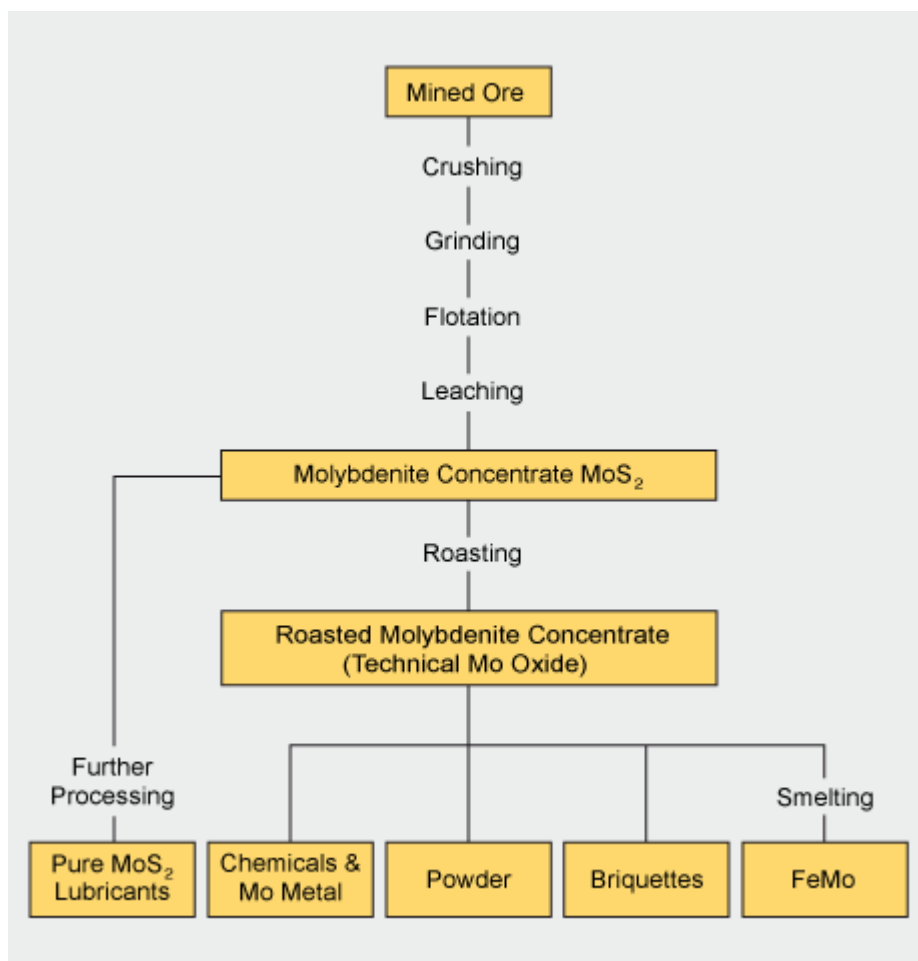 Mined Ore
Crushing
Grinding
Flotation
Leaching
Molybdenite Concentrate MoS₂
Roasting
Roasted Molybdenite Concentrate
(Technical Mo Oxide)
Further
Processing
Smelting
Pure MoS₂
Lubricants
Chemicals &
Mo Metal
Powder
Briquettes
FeMo